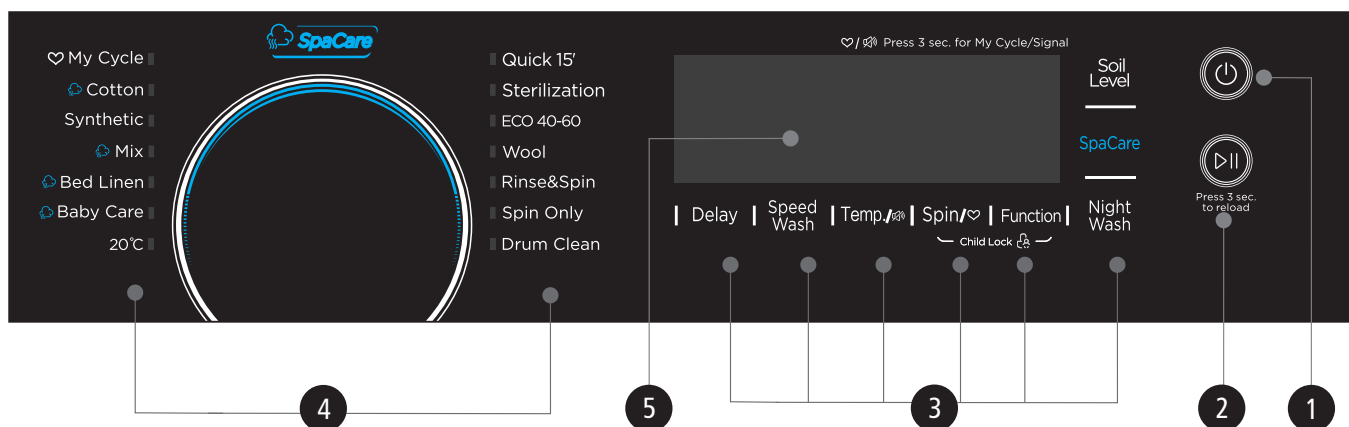 SpaCare
My Cycle
Cotton
Synthetic
Mix
Bed Linen
Baby Care
20℃
Quick 15'
Sterilization
ECO 40-60
Wool
Rinse&Spin
Spin Only
Drum Clean
♡/ Press 3 sec. for My Cycle/Signal
Soil
Level
SpaCare
Night
Wash
Delay
Speed
Wash
Temp./
Spin/♡
Function
Child Lock
Press 3 sec.
to reload
4
5
3
2
1